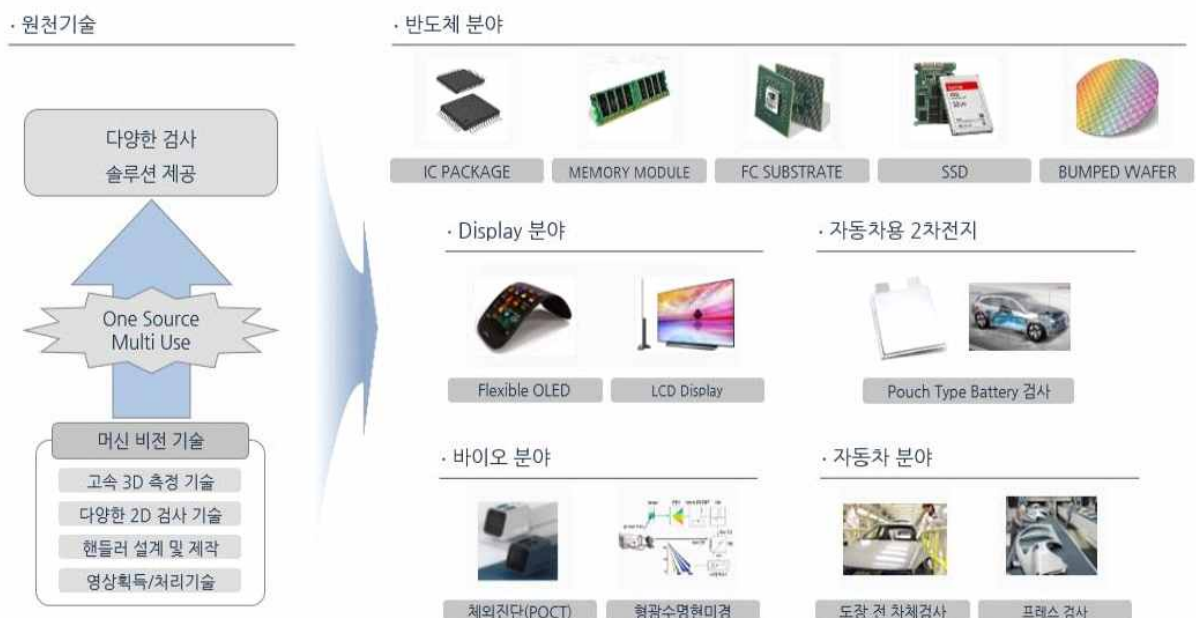 · 원천기술
다양한 검사
솔루션 제공
One Source
Multi Use
머신 비전 기술
고속 3D 측정 기술
다양한 2D 검사 기술
핸들러 설계 및 제작
영상획득/처리기술
· 반도체 분야
IC PACKAGE
MEMORY MODULE
FC SUBSTRATE
SSD
BUMPED WAFER
· Display 분야
Flexible OLED
LCD Display
· 자동차용 2차전지
Pouch Type Battery 검사
· 바이오 분야
체외진단(POCT)
형광수명현미경
· 자동차 분야
도장 전 차체검사
프레스 검사